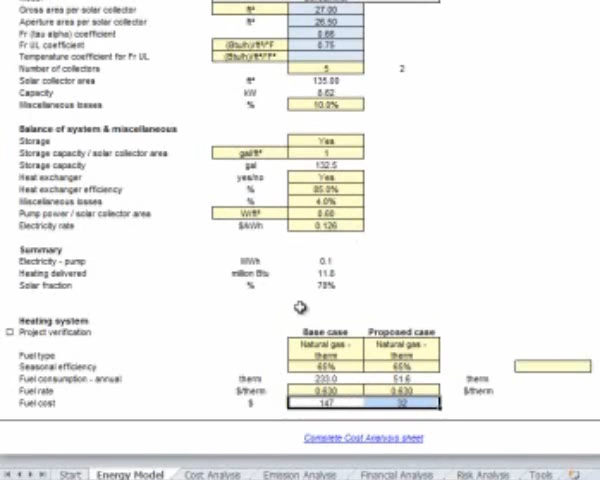 Gross area per solar collector ft² 27.00
Aperture area per solar collector ft² 26.50
Fr (tau alpha) coefficient 0.66
Fr UL coefficient (Btu/h)/ft²/°F 0.75
Temperature coefficient for Fr UL
Number of collectors 5 2
Solar collector area ft² 135.00
Capacity kW 8.62
Miscellaneous losses % 10.0%
Balance of system & miscellaneous
Storage Yes
Storage capacity / solar collector area gal/ft² 1
Storage capacity gal 132.5
Heat exchanger yes/no Yes
Heat exchanger efficiency % 85.0%
Miscellaneous losses % 4.0%
Pump power / solar collector area W/ft² 0.60
Electricity rate $/kWh 0.126
Summary
Electricity - pump MWh 0.1
Heating delivered million Btu 11.8
Solar fraction % 78%
Heating system
Project verification Base case Proposed case
Natural gas - Natural gas -
Fuel type therm therm
Seasonal efficiency 65% 65%
Fuel consumption - annual therm 233.0 51.6 therm
Fuel rate $/therm 0.630 0.630 $/therm
Fuel cost $ 147 32
Complete Cost Analysis sheet
Start Energy Model Cost Analysis Emission Analysis Financial Analysis Risk Analysis Tools